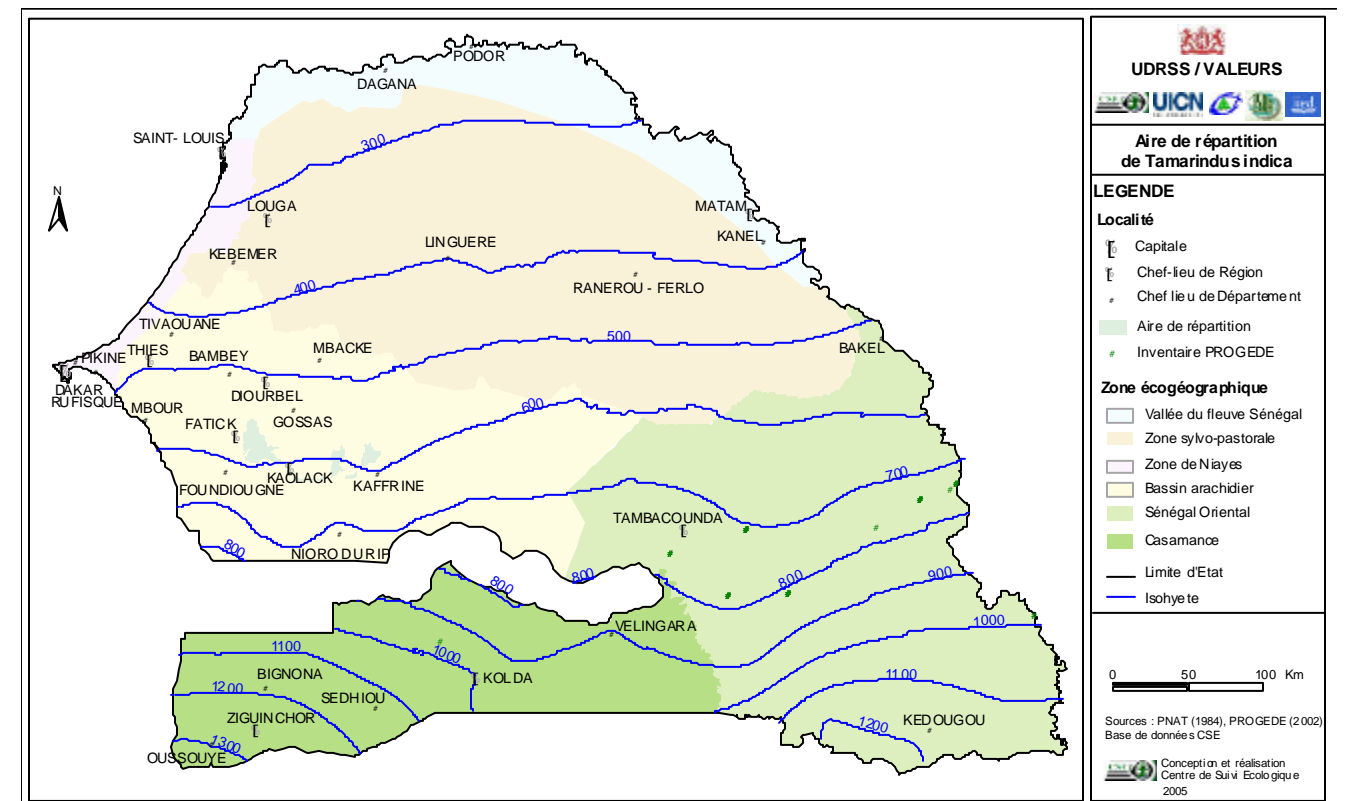 PODOR
DAGANA
SAINT- LOUIS
300
N
LOUGA
MATAM
KANEL
LINGUERE
KEBEMER
RANEROU - FERLO
400
TIVAOUANE
500
THIES
BAMBEY
MBACKE
BAKEL
PIKINE
DAKAR
RUFISQUE
DIOURBEL
MBOUR
600
GOSSAS
FATICK
KAOLACK
700
FOUNDIOUGNE
KAFFRINE
TAMBACOUNDA
800
NIORO DU RIP
800
800
800
900
1000
VELINGARA
1100
1000
BIGNONA
KOLDA
1100
1200
SEDHIOU
ZIGUINCHOR
1200
KEDOUGOU
1300
OUSSOUYE
UDRSS / VALEURS
UICN
Aire de répartition
de Tamarindus indica
LEGENDE
Localité
Capitale
Chef-lieu de Région
Chef lieu de Département
Aire de répartition
Inventaire PROGEDE
Zone écogéographique
Vallée du fleuve Sénégal
Zone sylvo-pastorale
Zone de Niayes
Bassin arachidier
Sénégal Oriental
Casamance
Limite d'Etat
Isohyete
0 50 100 Km
Sources : PNAT (1984), PROGEDE (2002)
Base de données CSE
Conception et réalisation
Centre de Suivi Ecologique
2005